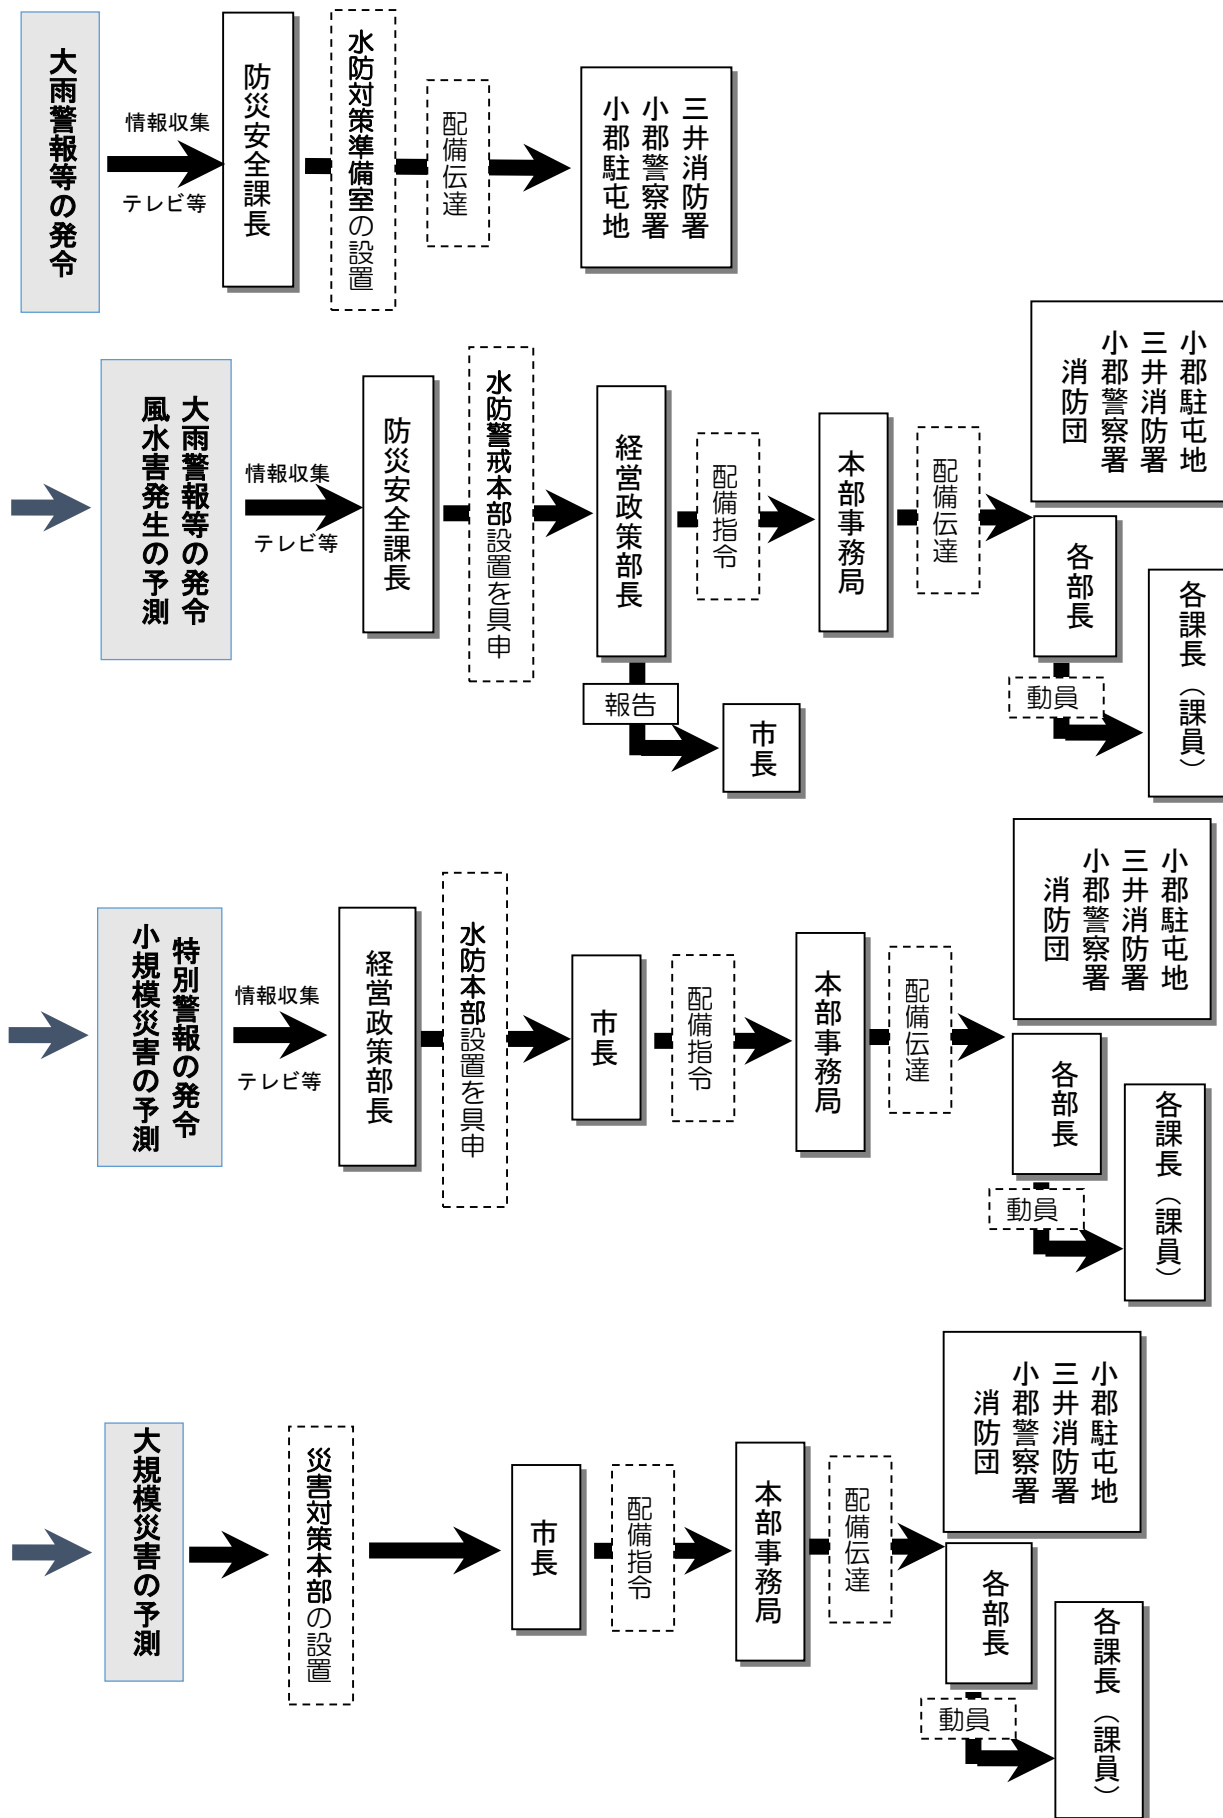 大雨警報等の発令
情報収集
テレビ等
防災安全課長
水防対策準備室の設置
配備伝達
三井消防署
小郡警察署
小郡駐屯地
大雨警報等の発令
風水害発生の予測
情報収集
テレビ等
防災安全課長
水防警戒本部設置を具申
経営政策部長
報告
市長
配備指令
本部事務局
配備伝達
小郡駐屯地
三井消防署
小郡警察署
消防団
各部長
動員
各課長（課員）
特別警報の発令
小規模災害の予測
情報収集
テレビ等
経営政策部長
水防本部設置を具申
市長
配備指令
本部事務局
配備伝達
小郡駐屯地
三井消防署
小郡警察署
消防団
各部長
動員
各課長（課員）
大規模災害の予測
災害対策本部の設置
市長
配備指令
本部事務局
配備伝達
小郡駐屯地
三井消防署
小郡警察署
消防団
各部長
動員
各課長（課員）